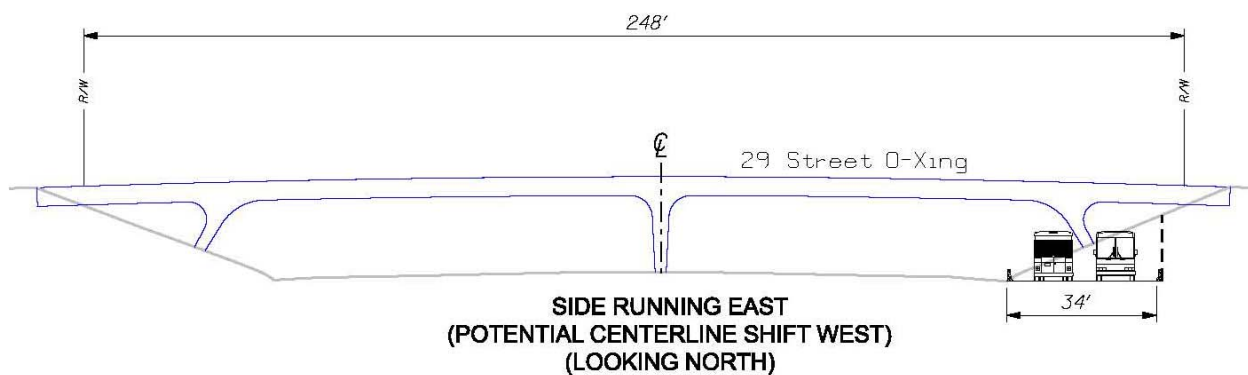 248'
R/W
R/W
℄
29 Street O-Xing
34'
SIDE RUNNING EAST
(POTENTIAL CENTERLINE SHIFT WEST)
(LOOKING NORTH)